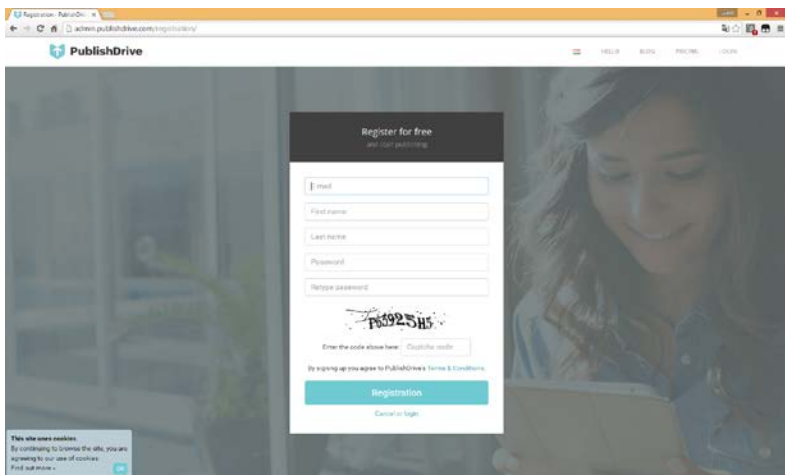 Registration - PublishDri
admin.publishdrive.com/registration/
PublishDrive
HELLO BLOG PRICING LOGIN
Register for free
and start publishing
E-mail
First name
Last name
Password
Retype password
Enter the code above here: Captcha code
By signing up you agree to PublishDrive's Terms & Conditions.
Registration
Cancel or login
This site uses cookies
By continuing to browse the site, you are
agreeing to our use of cookies.
Find out more
OK